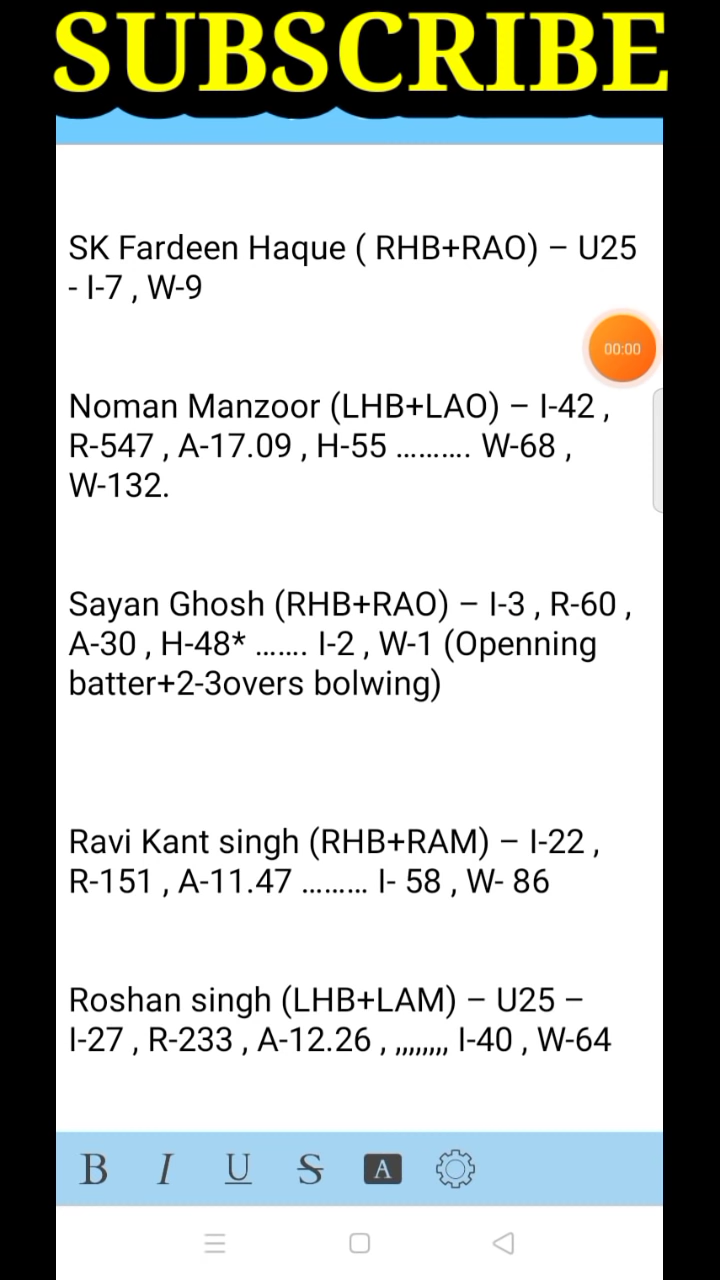 SUBSCRIBE
SK Fardeen Haque ( RHB+RAO) – U25
- I-7 , W-9
00:00
Noman Manzoor (LHB+LAO) – I-42 ,
R-547 , A-17.09 , H-55 .......... W-68 ,
W-132.
Sayan Ghosh (RHB+RAO) – I-3 , R-60 ,
A-30 , H-48* ....... I-2 , W-1 (Openning
batter+2-3overs bolwing)
Ravi Kant singh (RHB+RAM) – I-22 ,
R-151 , A-11.47 ......... I- 58 , W- 86
Roshan singh (LHB+LAM) – U25 –
I-27 , R-233 , A-12.26 , ,,,,,,,, I-40 , W-64
B I U S A